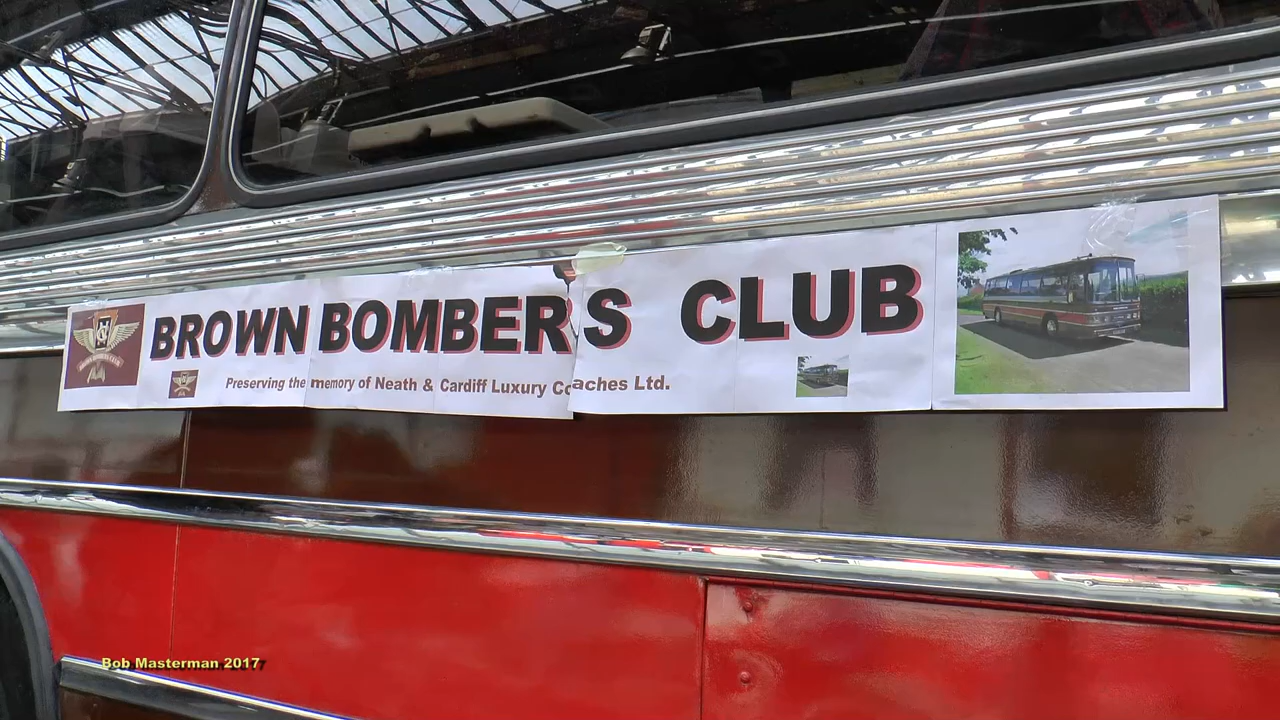 BROWN BOMBERS CLUB
Preserving the memory of Neath & Cardiff Luxury Coaches Ltd.
Bob Masterman 2017